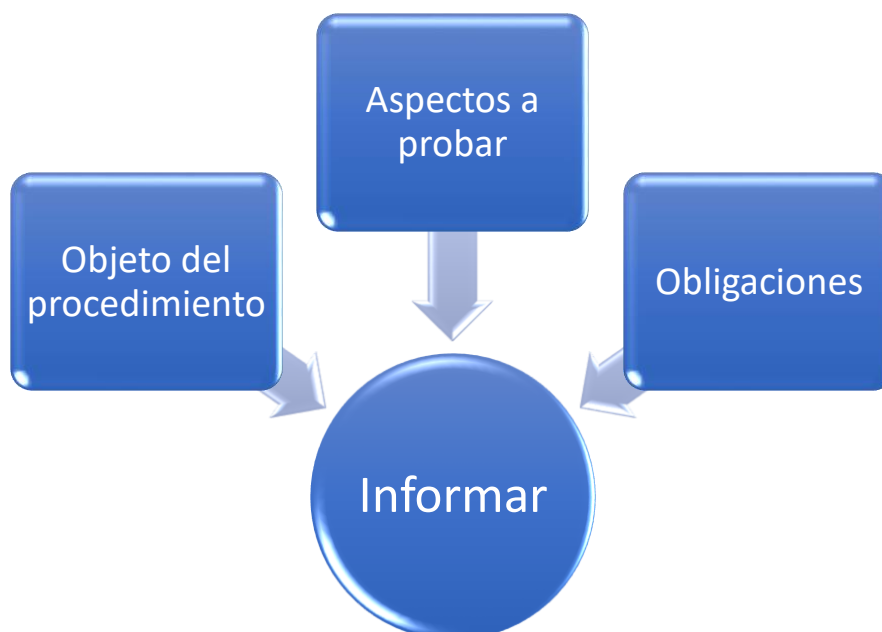 Aspectos a
probar
Objeto del
procedimiento
Obligaciones
Informar